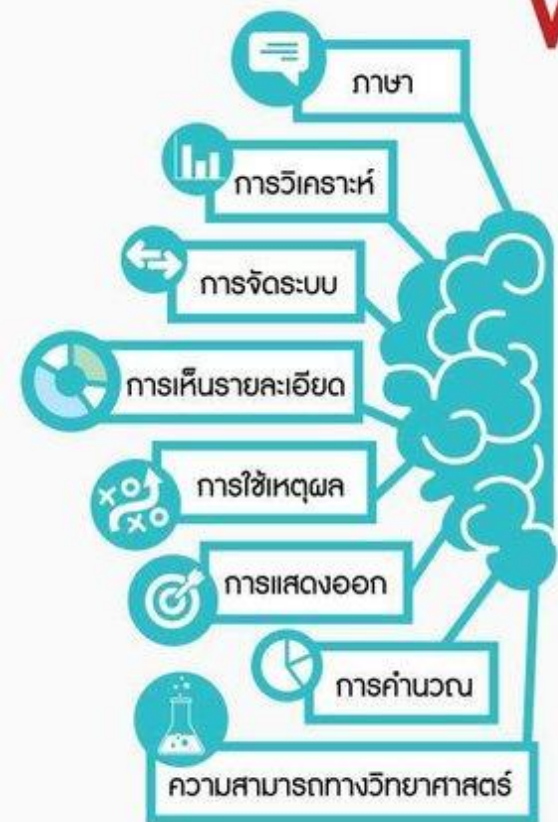 ภาษา
การวิเคราะห์
การจัดระบบ
การเห็นรายละเอียด
การใช้เหตุผล
การแสดงออก
การคำนวณ
ความสามารถทางวิทยาศาสตร์